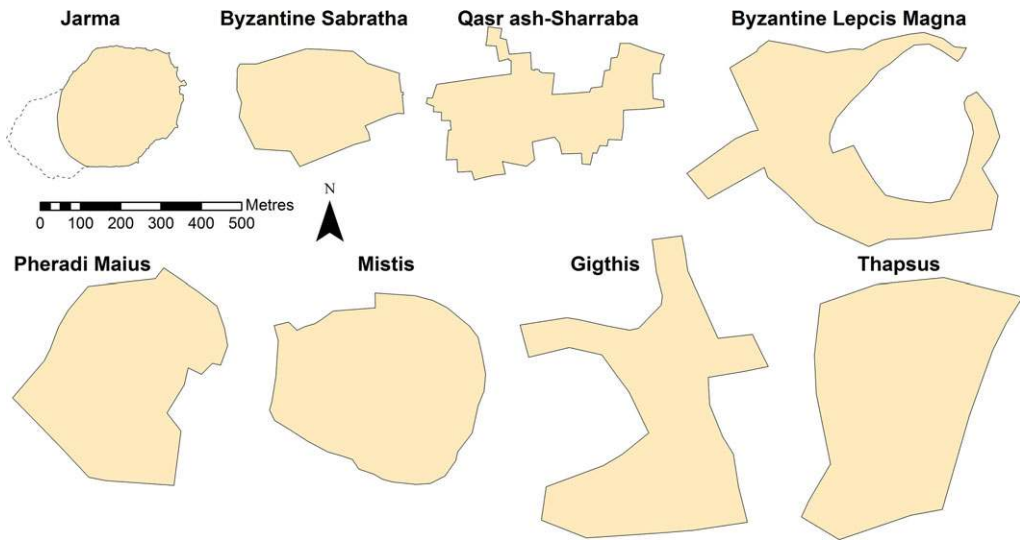 Jarma
Byzantine Sabratha
Qasr ash-Sharraba
Byzantine Lepcis Magna
N
Metres
0 100 200 300 400 500
Pheradi Maius
Mistis
Gigthis
Thapsus